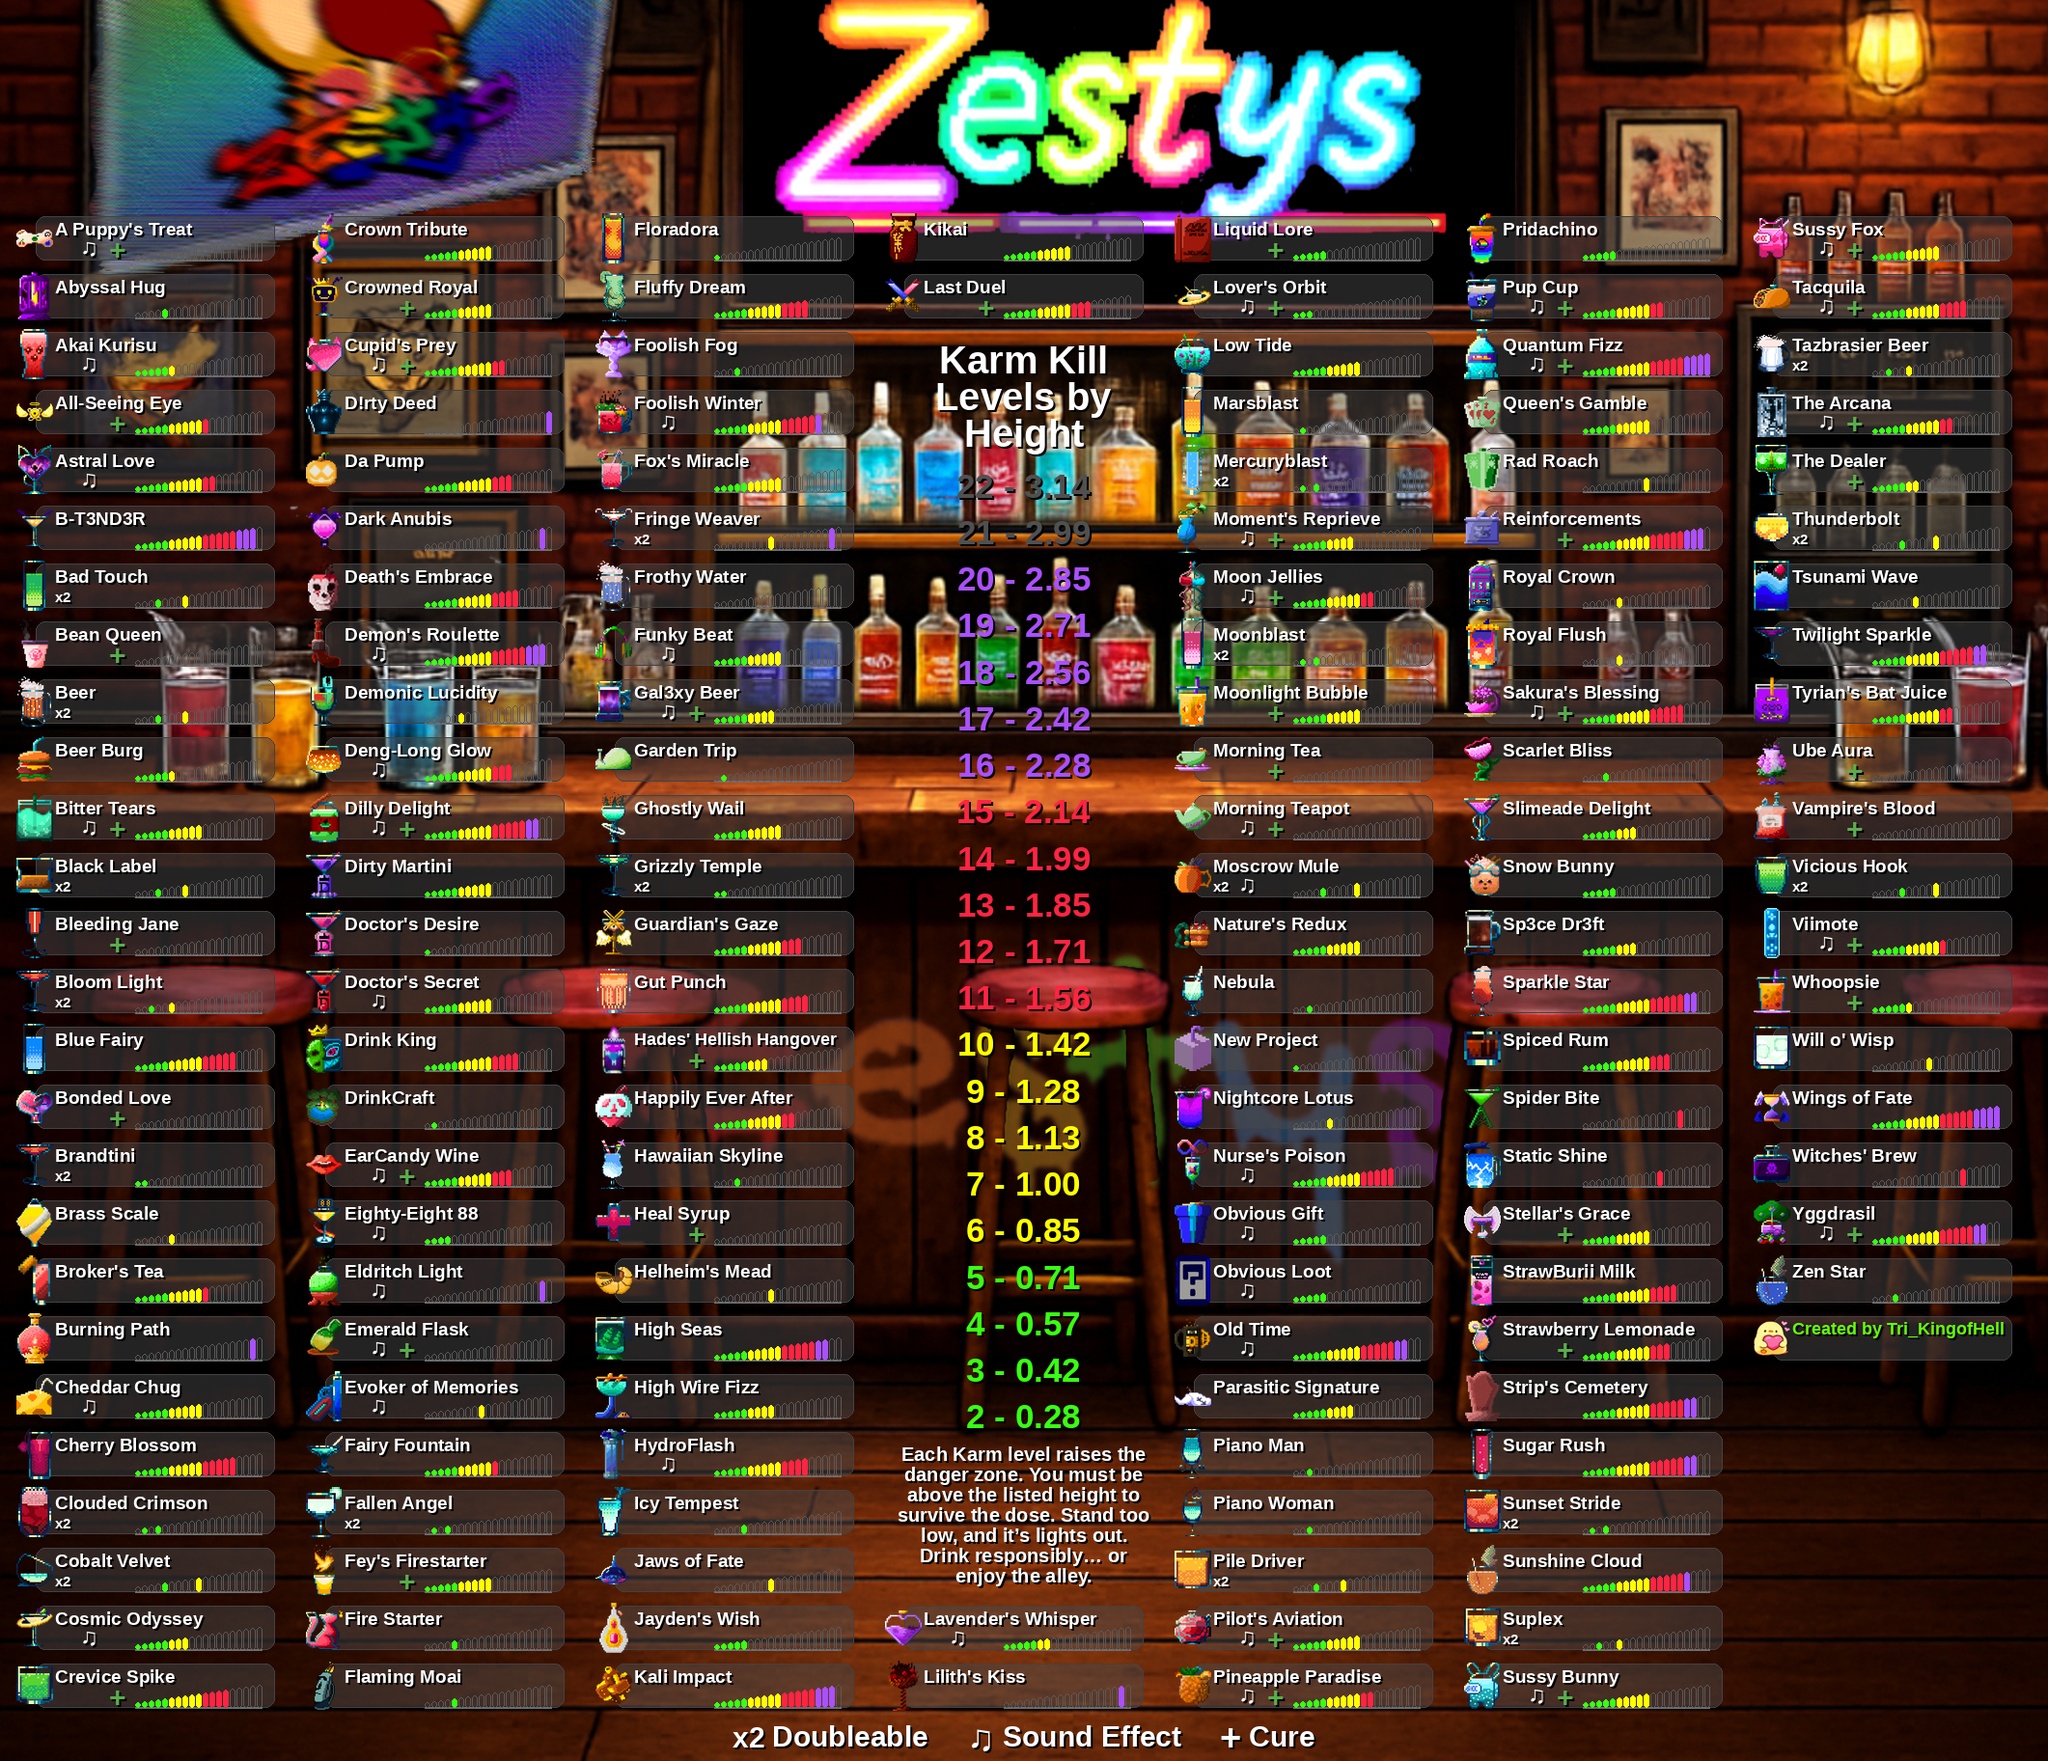 Zestys
A Puppy's Treat
♫ +
Abyssal Hug
Akai Kurisu
♫
All-Seeing Eye
+
Astral Love
♫
B-T3ND3R
Bad Touch
x2
Bean Queen
+
Beer
x2
Beer Burg
Bitter Tears
♫ +
Black Label
x2
Bleeding Jane
+
Bloom Light
x2
Blue Fairy
Bonded Love
+
Brandtini
x2
Brass Scale
Broker's Tea
Burning Path
Cheddar Chug
♫
Cherry Blossom
Clouded Crimson
x2
Cobalt Velvet
x2
Cosmic Odyssey
♫
Crevice Spike
+
Crown Tribute
Crowned Royal
+
Cupid's Prey
♫ +
D!rty Deed
Da Pump
Dark Anubis
Death's Embrace
Demon's Roulette
♫
Demonic Lucidity
Deng-Long Glow
♫
Dilly Delight
♫ +
Dirty Martini
Doctor's Desire
Doctor's Secret
♫
Drink King
DrinkCraft
EarCandy Wine
♫ +
Eighty-Eight 88
♫
Eldritch Light
♫
Emerald Flask
♫ +
Evoker of Memories
♫
Fairy Fountain
Fallen Angel
x2
Fey's Firestarter
+
Fire Starter
Flaming Moai
Floradora
Fluffy Dream
Foolish Fog
Foolish Winter
♫
Fox's Miracle
Fringe Weaver
x2
Frothy Water
Funky Beat
♫
Gal3xy Beer
♫ +
Garden Trip
Ghostly Wail
Grizzly Temple
x2
Guardian's Gaze
Gut Punch
Hades' Hellish Hangover
+
Happily Ever After
Hawaiian Skyline
Heal Syrup
+
Helheim's Mead
High Seas
High Wire Fizz
HydroFlash
♫
Icy Tempest
Jaws of Fate
Jayden's Wish
Kali Impact
Kikai
Last Duel
+
Karm Kill
Levels by
Height
22 - 3.14
21 - 2.99
20 - 2.85
19 - 2.71
18 - 2.56
17 - 2.42
16 - 2.28
15 - 2.14
14 - 1.99
13 - 1.85
12 - 1.71
11 - 1.56
10 - 1.42
9 - 1.28
8 - 1.13
7 - 1.00
6 - 0.85
5 - 0.71
4 - 0.57
3 - 0.42
2 - 0.28
Each Karm level raises the
danger zone. You must be
above the listed height to
survive the dose. Stand too
low, and it's lights out.
Drink responsibly... or
enjoy the alley.
Lavender's Whisper
♫
Lilith's Kiss
Liquid Lore
+
Lover's Orbit
♫ +
Low Tide
Marsblast
Mercuryblast
x2
Moment's Reprieve
♫ +
Moon Jellies
♫ +
Moonblast
x2
Moonlight Bubble
+
Morning Tea
+
Morning Teapot
♫ +
Moscrow Mule
x2 ♫
Nature's Redux
Nebula
New Project
Nightcore Lotus
Nurse's Poison
Obvious Gift
♫
Obvious Loot
♫
Old Time
♫
Parasitic Signature
Piano Man
Piano Woman
Pile Driver
x2
Pilot's Aviation
♫ +
Pineapple Paradise
♫ +
Pridachino
Pup Cup
♫ +
Quantum Fizz
♫ +
Queen's Gamble
Rad Roach
Reinforcements
+
Royal Crown
Royal Flush
Sakura's Blessing
♫ +
Scarlet Bliss
Slimeade Delight
Snow Bunny
Sp3ce Dr3ft
Sparkle Star
Spiced Rum
Spider Bite
Static Shine
Stellar's Grace
+
StrawBurii Milk
Strawberry Lemonade
+
Strip's Cemetery
Sugar Rush
Sunset Stride
x2
Sunshine Cloud
Suplex
x2
Sussy Bunny
♫ +
Sussy Fox
♫ +
Tacquila
♫ +
Tazbrasier Beer
x2
The Arcana
♫ +
The Dealer
+
Thunderbolt
x2
Tsunami Wave
Twilight Sparkle
Tyrian's Bat Juice
Ube Aura
+
Vampire's Blood
+
Vicious Hook
x2
Viimote
♫ +
Whoopsie
+
Will o' Wisp
Wings of Fate
Witches' Brew
Yggdrasil
♫ +
Zen Star
Created by Tri_KingofHell
x2 Doubleable ♫ Sound Effect + Cure